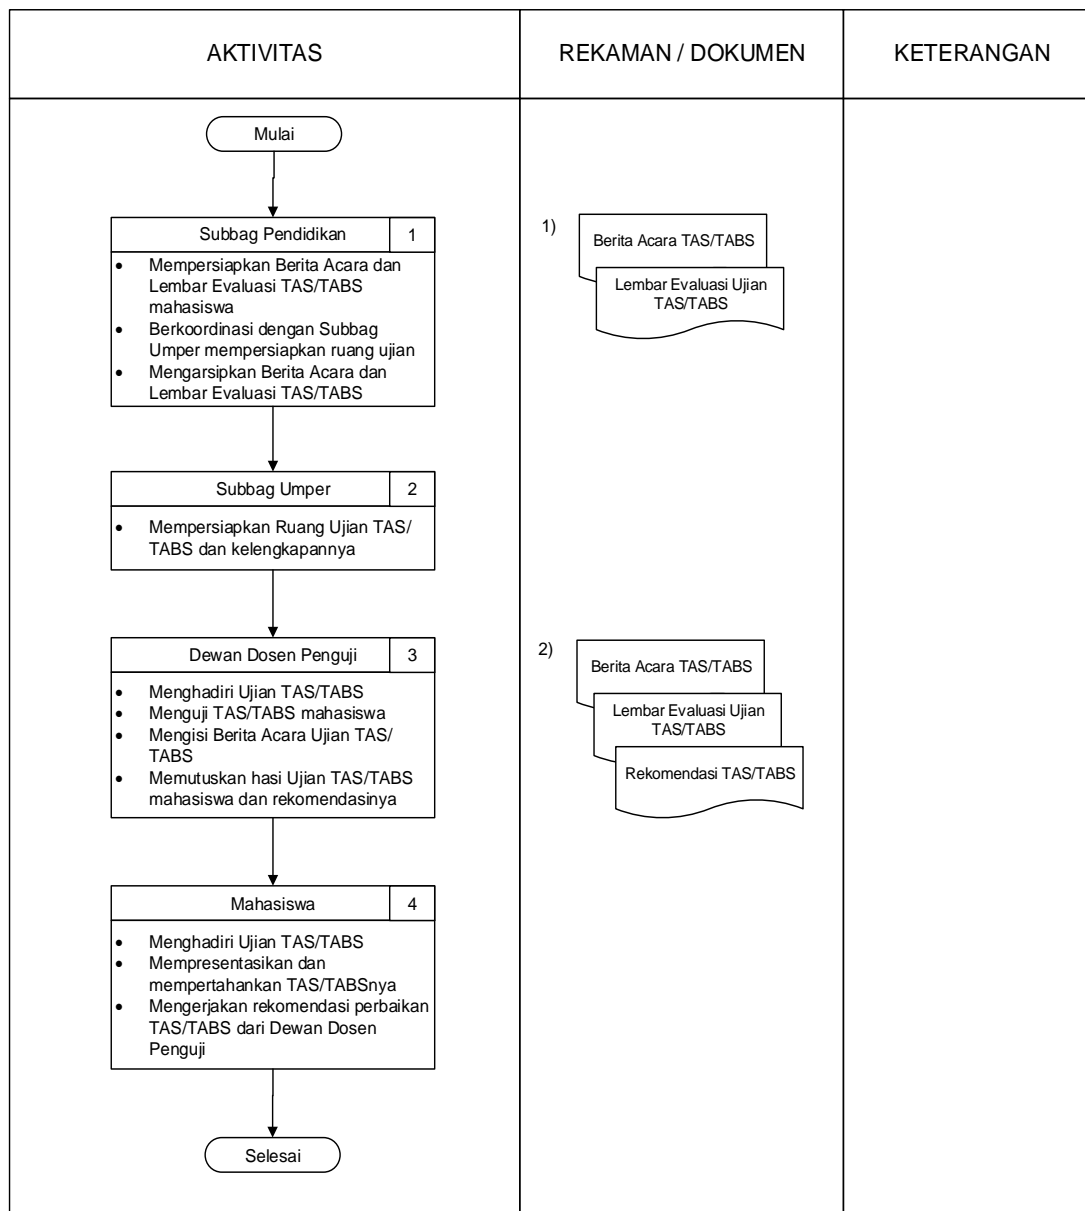 AKTIVITAS
REKAMAN / DOKUMEN
KETERANGAN
Mulai
Subbag Pendidikan
1
• Mempersiapkan Berita Acara dan
Lembar Evaluasi TAS/TABS
mahasiswa
• Berkoordinasi dengan Subbag
Umper mempersiapkan ruang ujian
• Mengarsipkan Berita Acara dan
Lembar Evaluasi TAS/TABS
1)
Berita Acara TAS/TABS
Lembar Evaluasi Ujian
TAS/TABS
Subbag Umper
2
• Mempersiapkan Ruang Ujian TAS/
TABS dan kelengkapannya
Dewan Dosen Penguji
3
• Menghadiri Ujian TAS/TABS
• Menguji TAS/TABS mahasiswa
• Mengisi Berita Acara Ujian TAS/
TABS
• Memutuskan hasi Ujian TAS/TABS
mahasiswa dan rekomendasinya
2)
Berita Acara TAS/TABS
Lembar Evaluasi Ujian
TAS/TABS
Rekomendasi TAS/TABS
Mahasiswa
4
• Menghadiri Ujian TAS/TABS
• Mempresentasikan dan
mempertahankan TAS/TABSnya
• Mengerjakan rekomendasi perbaikan
TAS/TABS dari Dewan Dosen
Penguji
Selesai